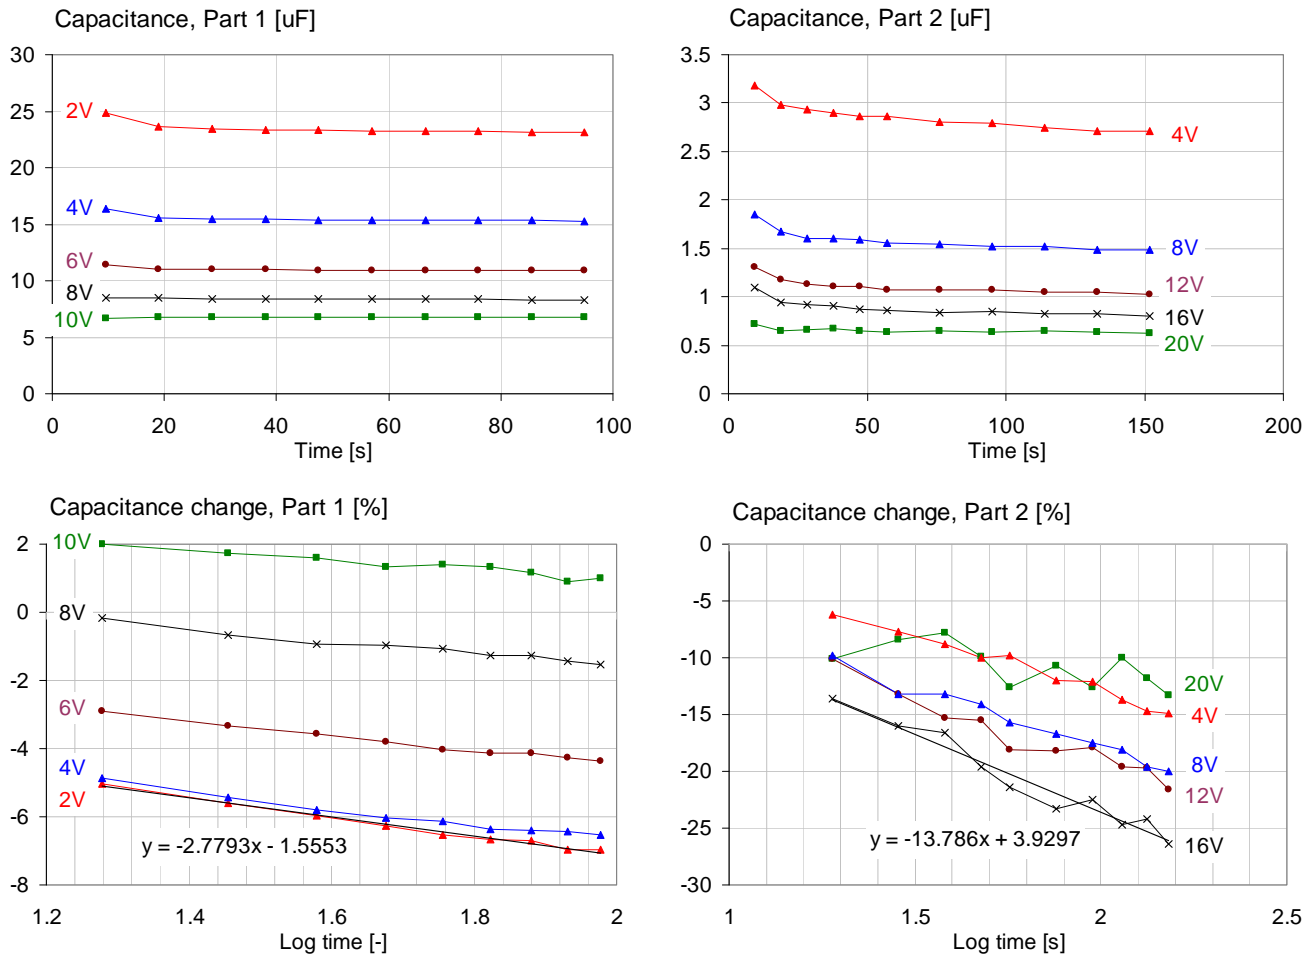 Capacitance, Part 1 [uF]
30
25
20
15
10
5
0
2V
4V
6V
8V
10V
0
20
40
60
80
100
Time [s]
Capacitance, Part 2 [uF]
3.5
3
2.5
2
1.5
1
0.5
0
4V
8V
12V
16V
20V
0
50
100
150
200
Time [s]
Capacitance change, Part 1 [%]
2
0
-2
-4
-6
-8
10V
8V
6V
4V
2V
y = -2.7793x - 1.5553
1.2
1.4
1.6
1.8
2
Log time [-]
Capacitance change, Part 2 [%]
0
-5
-10
-15
-20
-25
-30
20V
4V
8V
12V
16V
y = -13.786x + 3.9297
1
1.5
2
2.5
Log time [s]